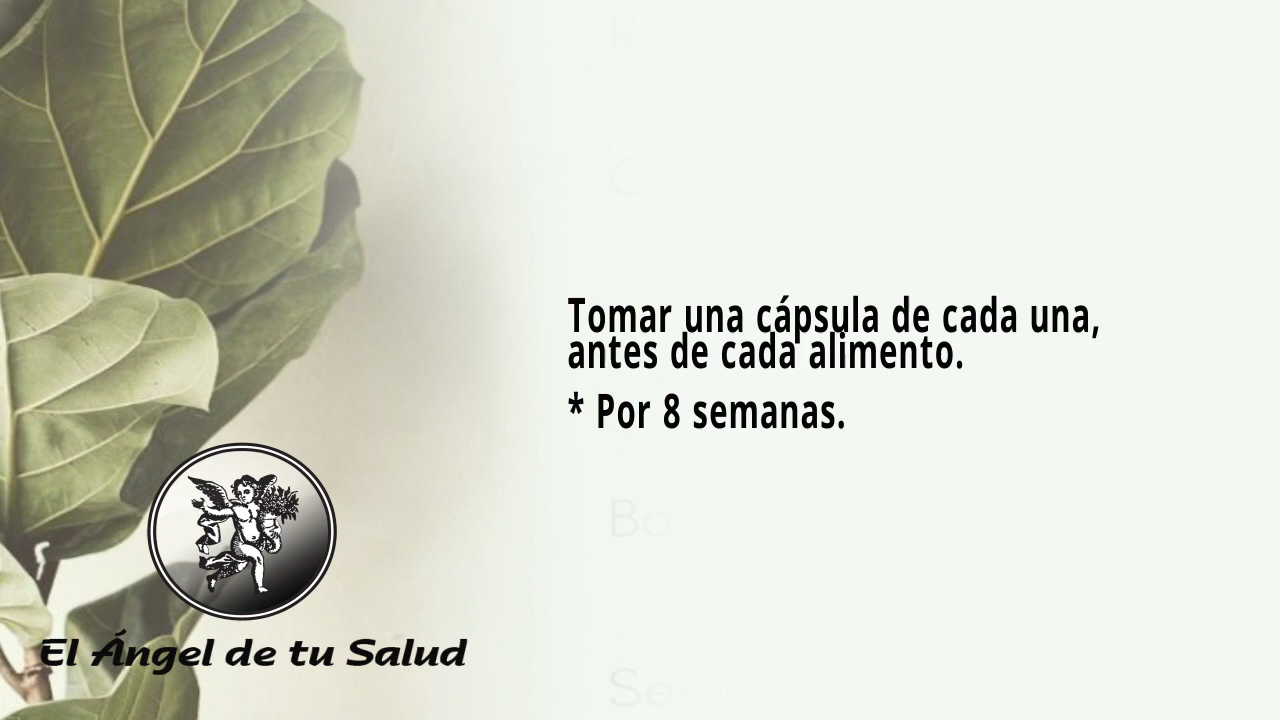 Tomar una cápsula de cada una,
antes de cada alimento.
* Por 8 semanas.
El Ángel de tu Salud